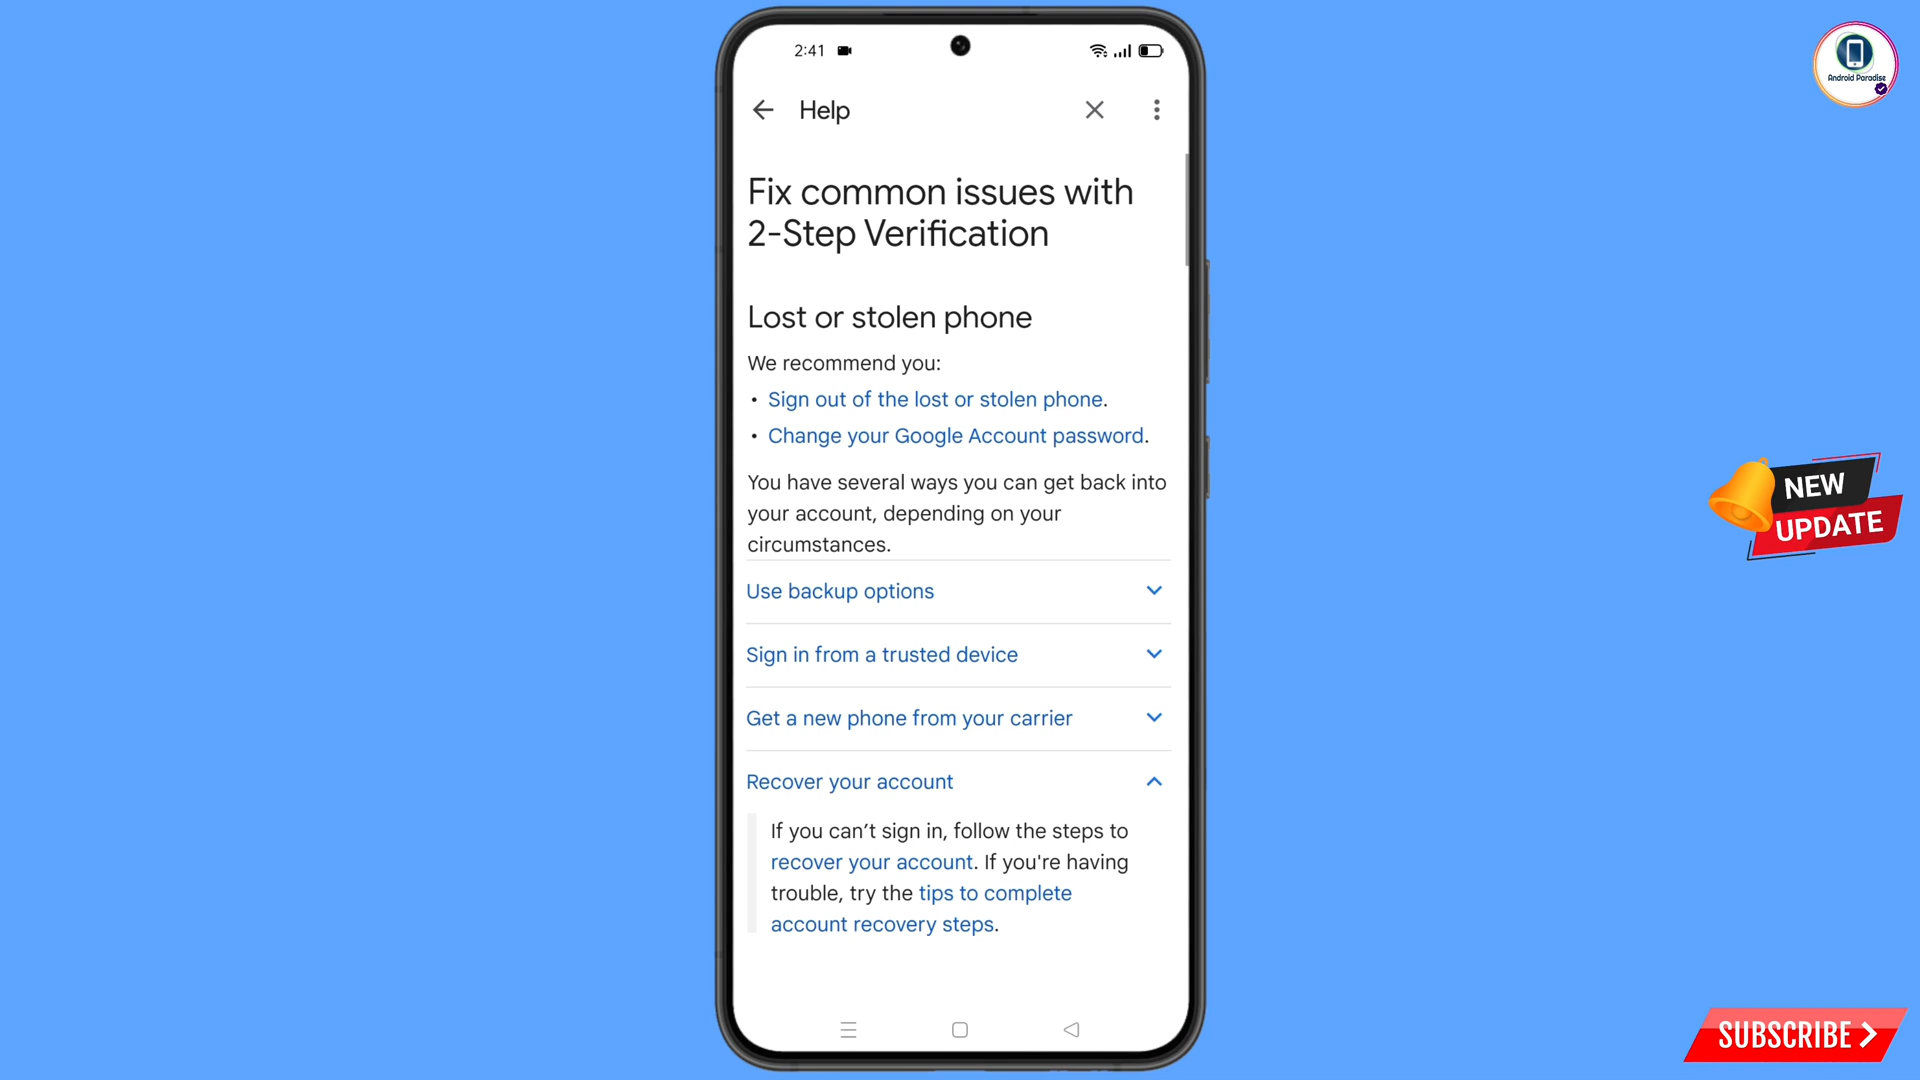 2:41
Android Paradise
Help
Fix common issues with
2-Step Verification
Lost or stolen phone
We recommend you:
• Sign out of the lost or stolen phone.
• Change your Google Account password.
You have several ways you can get back into
your account, depending on your
circumstances.
NEW
UPDATE
Use backup options
Sign in from a trusted device
Get a new phone from your carrier
Recover your account
If you can’t sign in, follow the steps to
recover your account. If you're having
trouble, try the tips to complete
account recovery steps.
SUBSCRIBE